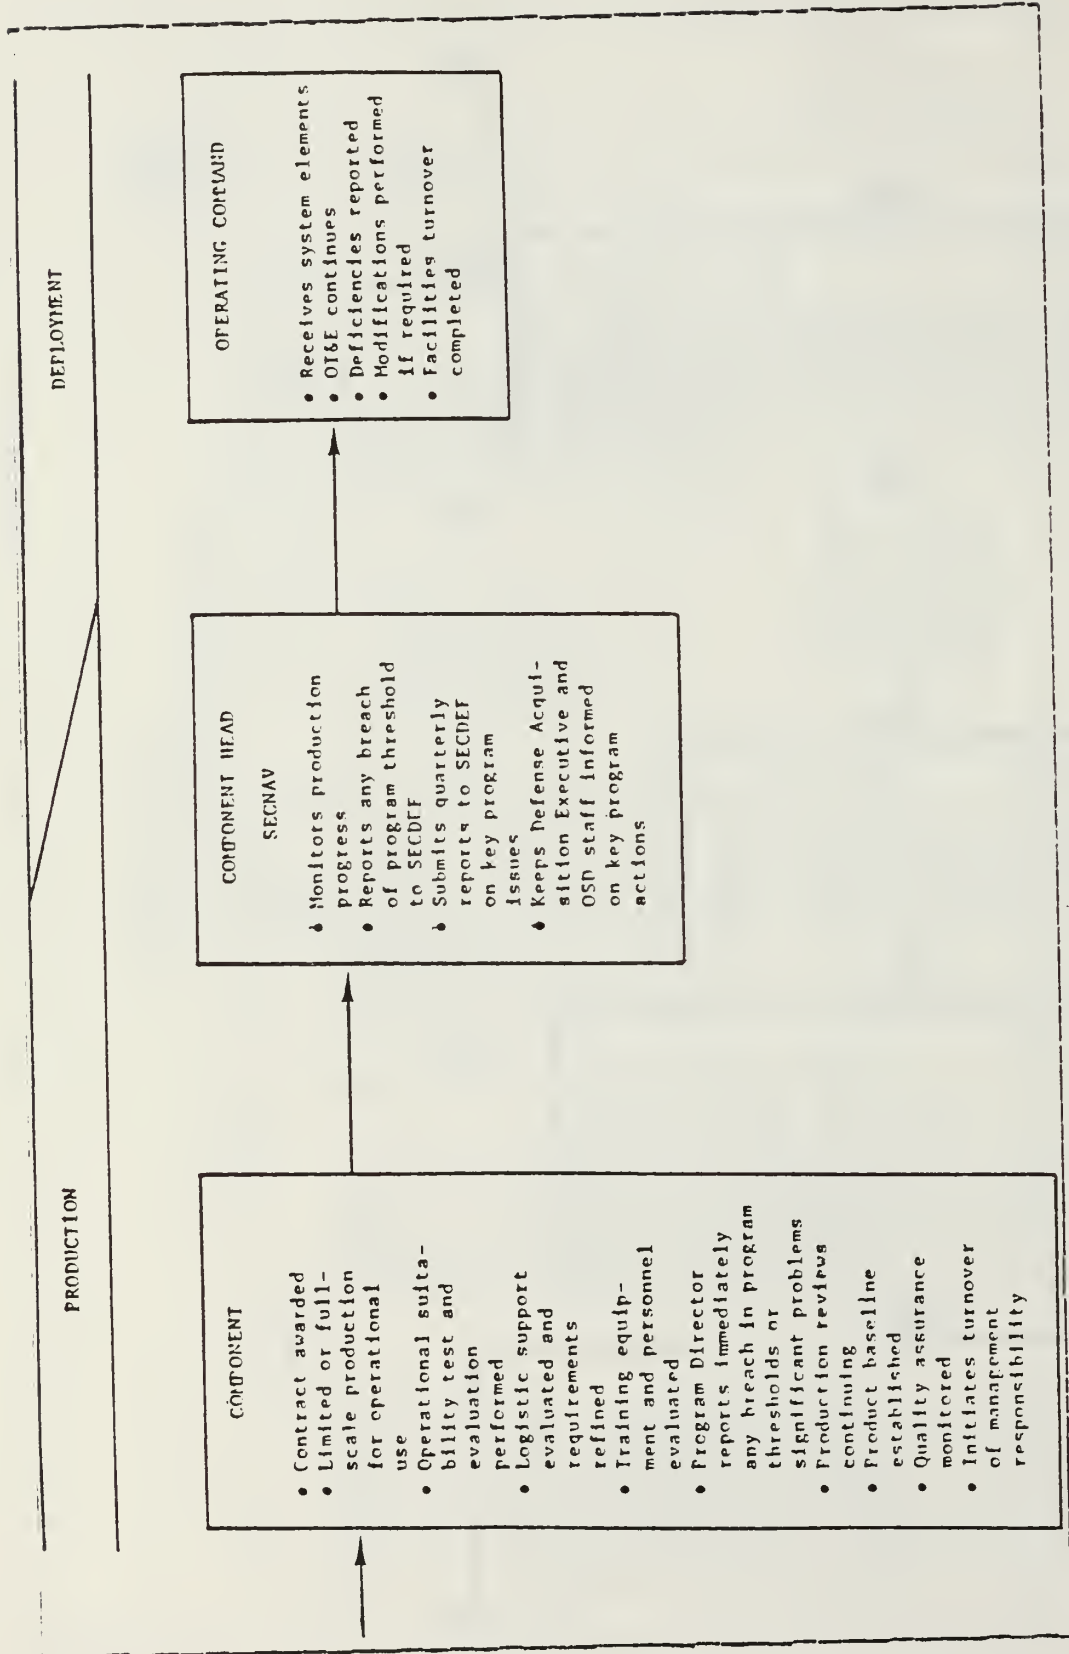 PRODUCTION
DEPLOYMENT
COMPONENT
• Contract awarded
• Limited or full-
scale production
for operational
use
• Operational suita-
bility test and
evaluation
performed
• Logistic support
evaluated and
requirements
refined
• Training equip-
ment and personnel
evaluated
• Program Director
reports immediately
any breach in program
thresholds or
significant problems
• Production reviews
continuing
• Product baseline
established
• Quality assurance
monitored
• Initiates turnover
of management
responsibility
COMPONENT HEAD
SECNAV
• Monitors production
progress
• Reports any breach
of program threshold
to SECDEF
• Submits quarterly
reports to SECDEF
on key program
issues
• Keeps Defense Acqui-
sition Executive and
OSD staff informed
on key program
actions
OPERATING COMMAND
• Receives system elements
• OT&E continues
• Deficiencies reported
• Modifications performed
if required
• Facilities turnover
completed